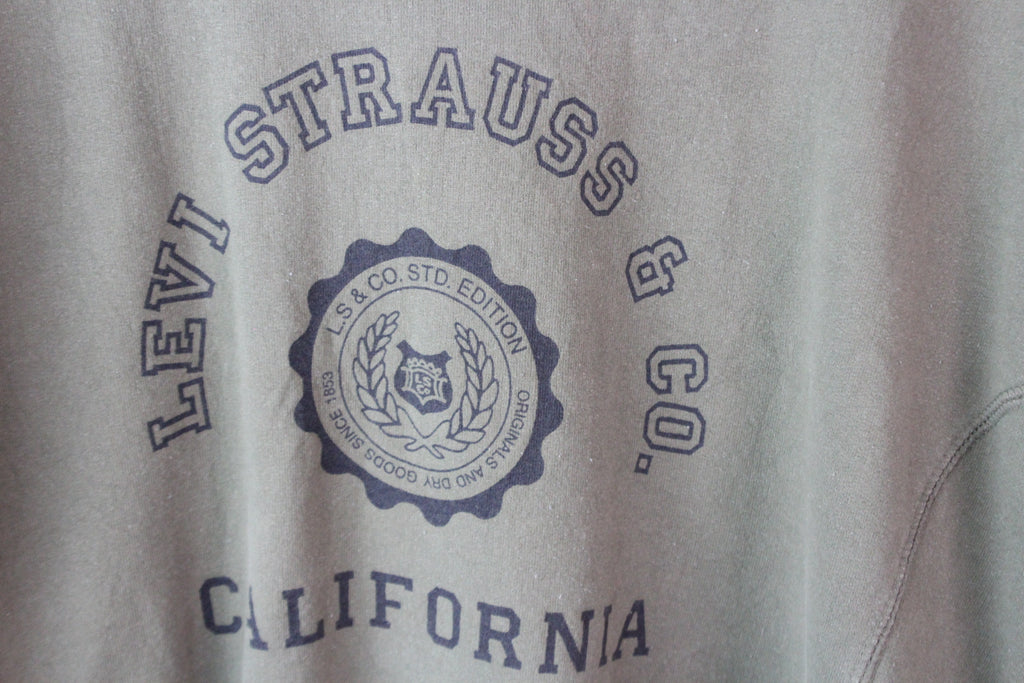 LEVI STRAUSS & CO.
L.S & CO. STD. EDITION
ORIGINALS AND DRY GOODS SINCE 1853
CALIFORNIA